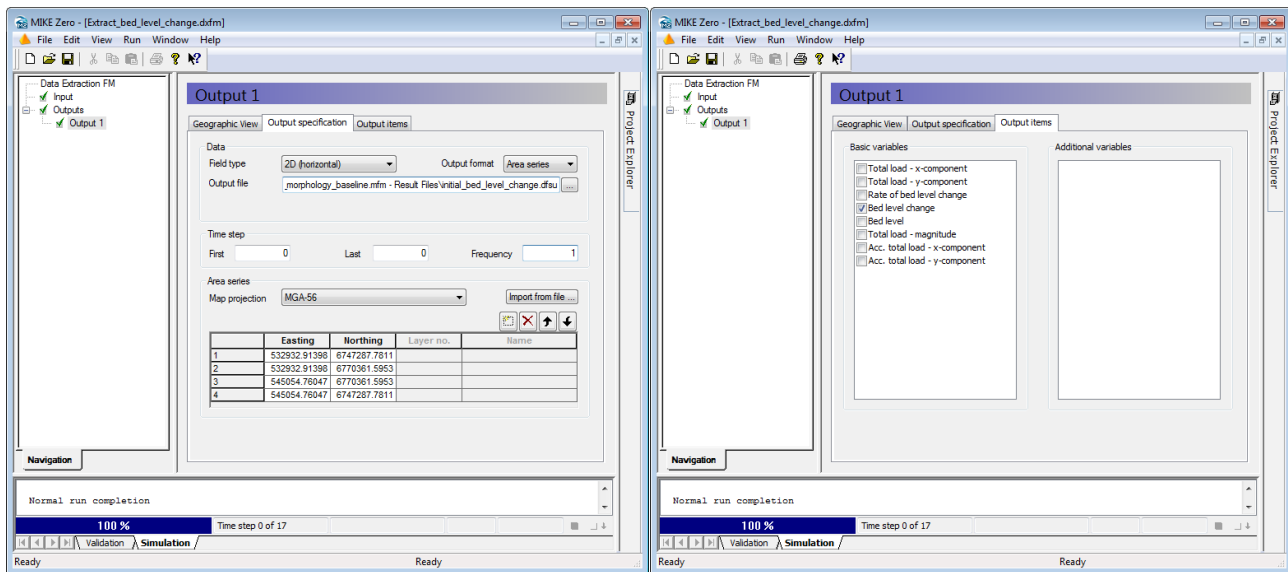 MIKE Zero - [Extract_bed_level_change.dxfm]
File Edit View Run Window Help
Data Extraction FM
Input
Outputs
Output 1
Output 1
Geographic View Output specification Output items
Data
Field type 2D (horizontal) Output format Area series
Output file _morphology_baseline.mfm - Result Files\initial_bed_level_change.dfsu ...
Time step
First 0 Last 0 Frequency 1
Area series
Map projection MGA-56 Import from file ...
Easting Northing Layer no. Name
1 532932.91398 6747287.7811
2 532932.91398 6770361.5953
3 545054.76047 6770361.5953
4 545054.76047 6747287.7811
Project Explorer
Navigation
Normal run completion
100 % Time step 0 of 17
Validation Simulation
Ready Ready
MIKE Zero - [Extract_bed_level_change.dxfm]
File Edit View Run Window Help
Data Extraction FM
Input
Outputs
Output 1
Output 1
Geographic View Output specification Output items
Basic variables
Total load - x-component
Total load - y-component
Rate of bed level change
Bed level change
Bed level
Total load - magnitude
Acc. total load - x-component
Acc. total load - y-component
Additional variables
Project Explorer
Navigation
Normal run completion
100 % Time step 0 of 17
Validation Simulation
Ready Ready